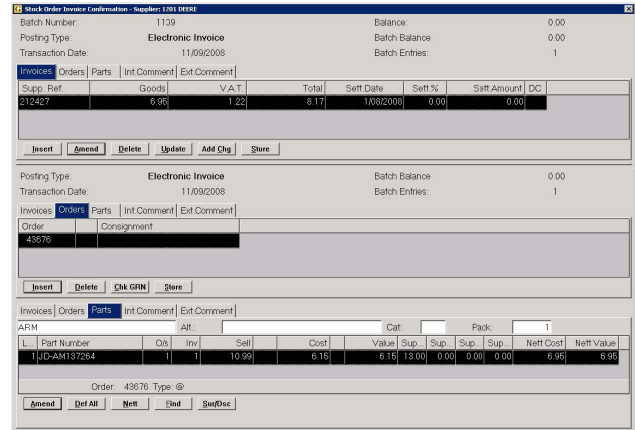 Stock Order Invoice Confirmation - Supplier: 1201 DEERE
Batch Number: 1109 Balance: 0.00
Posting Type: Electronic Invoice Batch Balance 0.00
Transaction Date: 11/09/2008 Batch Entries: 1
Invoices Orders Parts Int.Comment Ext.Comment
Supp. Ref. Goods V.A.T. Total Sett.Date Sett.% Sett.Amount DC
212427 6.95 1.22 8.17 1/08/2008 0.00 0.00
Insert Amend Delete Update Add Chg Store
Posting Type: Electronic Invoice Batch Balance 0.00
Transaction Date: 11/09/2008 Batch Entries: 1
Invoices Orders Parts Int.Comment Ext.Comment
Order Consignment
43676
Insert Delete Chk GRN Store
Invoices Orders Parts Int.Comment Ext.Comment
ARM Alt.: Cat: Pack: 1
L... Part Number O/s Inv Sell Cost Value Sup... Sup... Sup... Sup... Nett Cost Nett Value
1 JD-AM137264 1 1 10.99 6.15 6.15 13.00 0.00 0.00 0.00 6.95 6.95
Order: 43676 Type: @
Amend Def All Nett Find Sur/Dsc